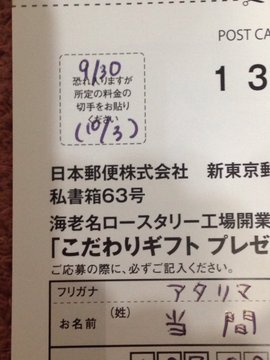 POST CA
9/30
恐れ入りますが
所定の料金の
切手をお貼り
ください
(10/3)
13
日本郵便株式会社 新東京郵
私書箱63号
海老名ロースタリー工場開業
「こだわりギフト プレゼ
ご応募の際に、必ずご記入ください。
フリガナ アタリマ
お名前 (姓) 当間